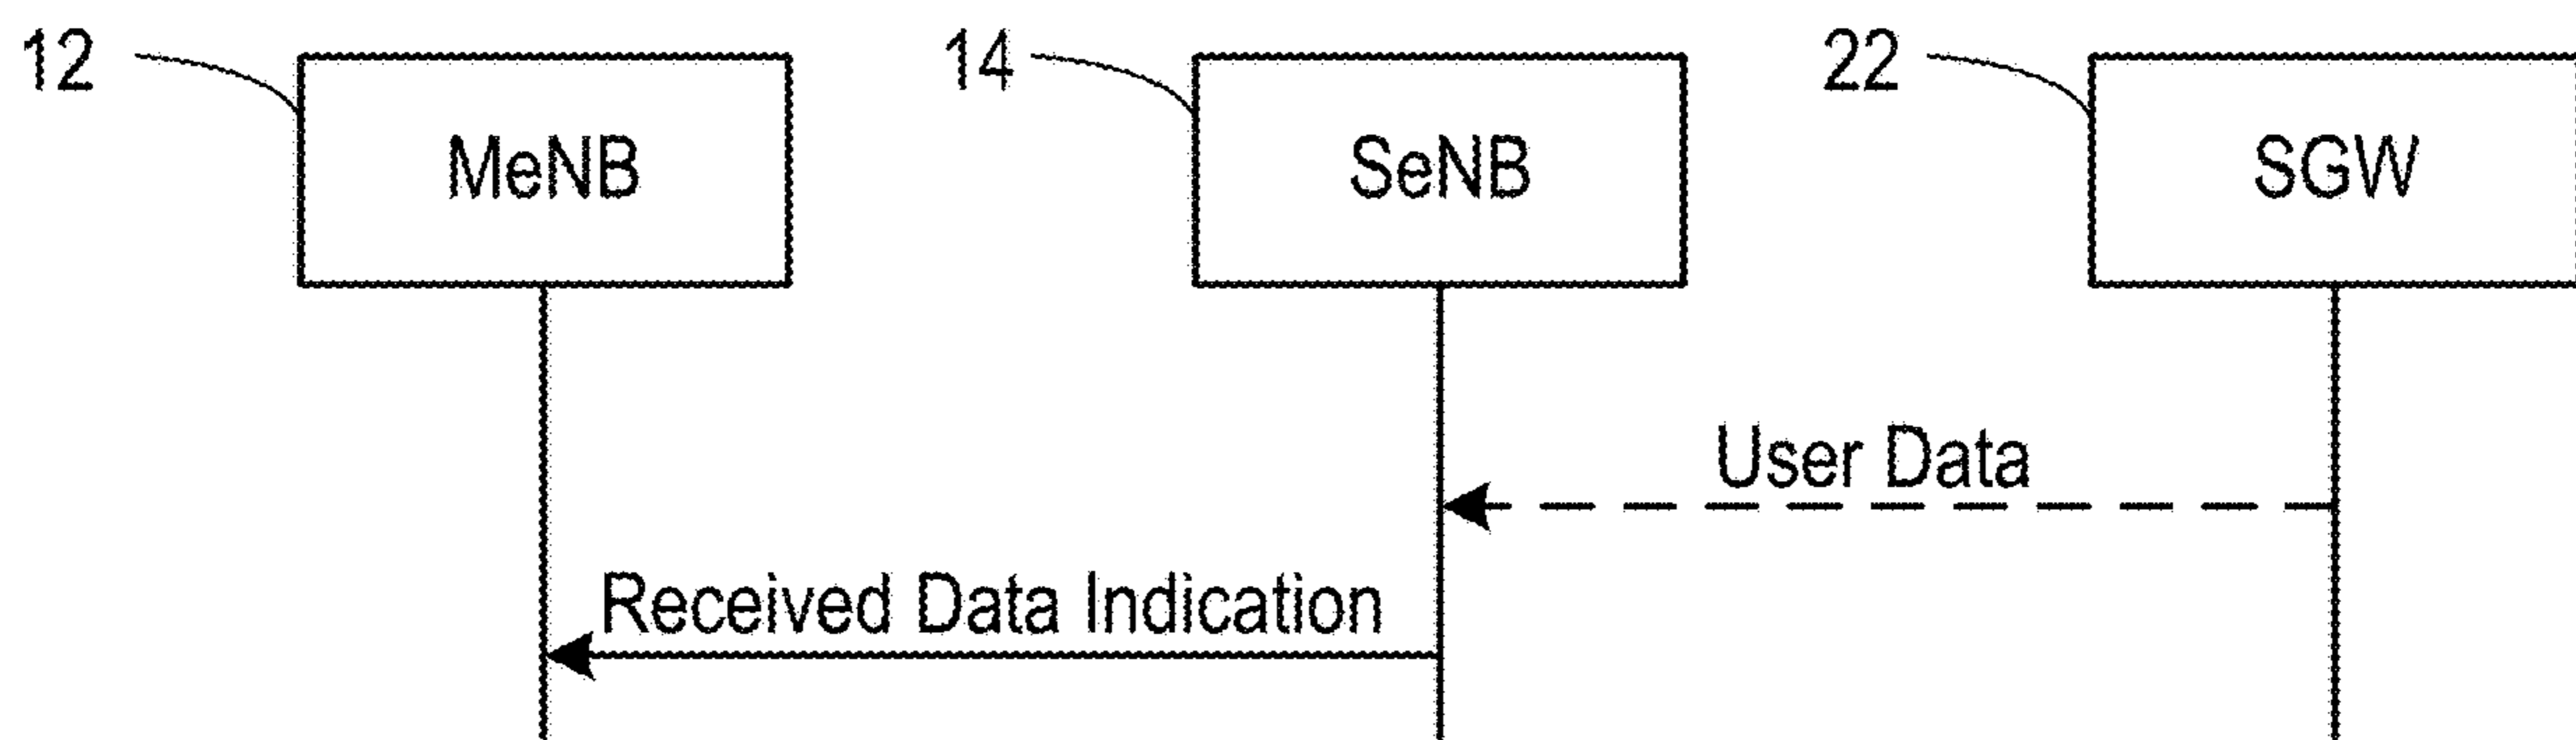 12
MeNB
14
SeNB
22
SGW
User Data
Received Data Indication